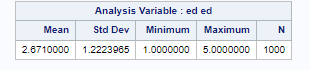 Analysis Variable : ed ed
Mean Std Dev Minimum Maximum N
2.6710000 1.2223965 1.0000000 5.0000000 1000